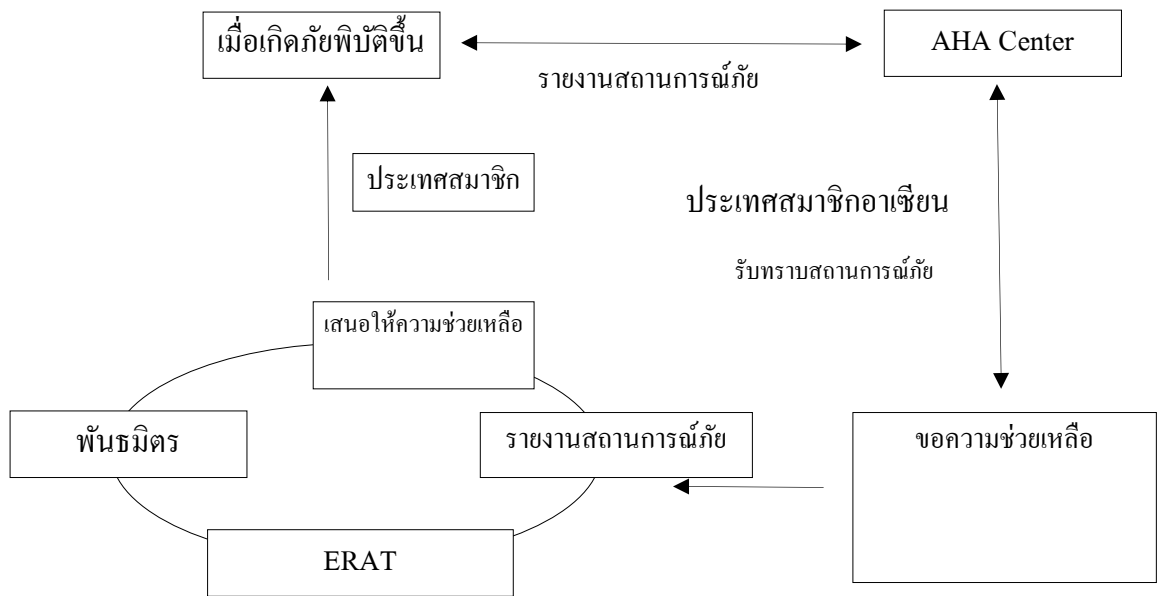 เมื่อเกิดภัยพิบัติขึ้น
AHA Center
รายงานสถานการณ์ภัย
ประเทศสมาชิก
ประเทศสมาชิกอาเซียน
รับทราบสถานการณ์ภัย
เสนอให้ความช่วยเหลือ
พันธมิตร
รายงานสถานการณ์ภัย
ขอความช่วยเหลือ
ERAT